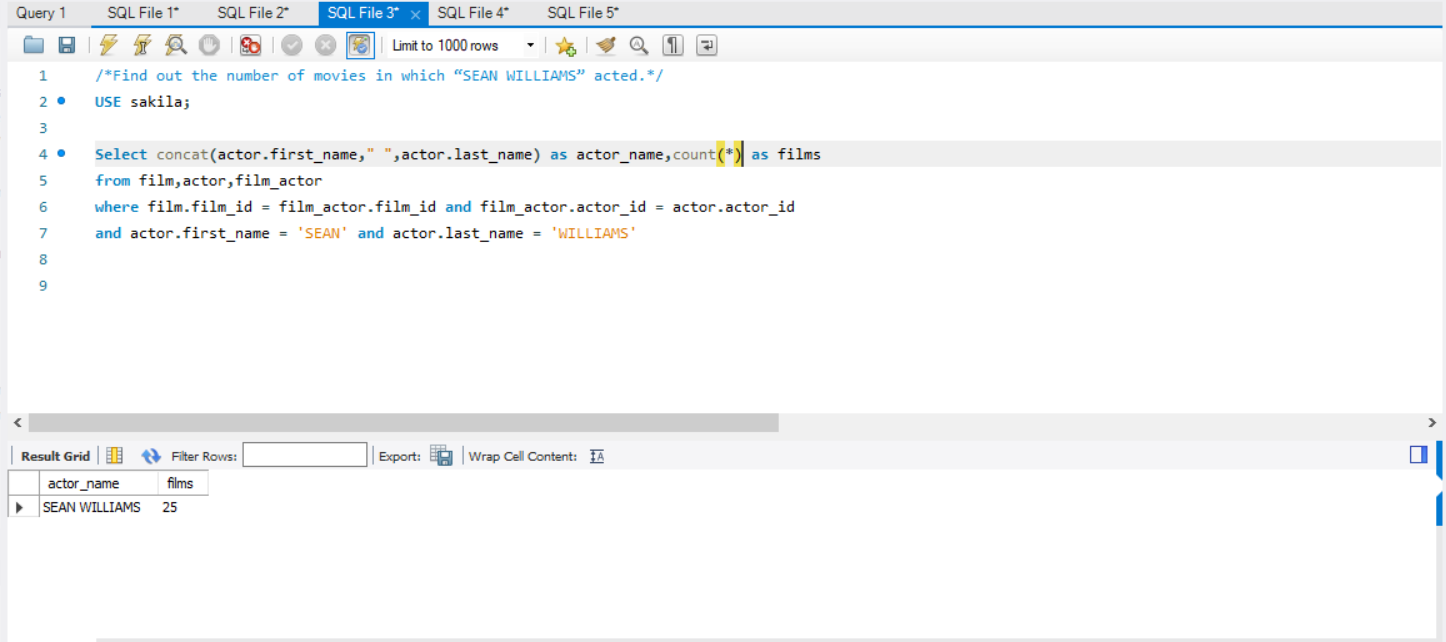 Query 1 SQL File 1* SQL File 2* SQL File 3* × SQL File 4* SQL File 5*
Limit to 1000 rows
1 /*Find out the number of movies in which “SEAN WILLIAMS” acted.*/
2 USE sakila;
3
4 Select concat(actor.first_name," ",actor.last_name) as actor_name,count(*) as films
5 from film,actor,film_actor
6 where film.film_id = film_actor.film_id and film_actor.actor_id = actor.actor_id
7 and actor.first_name = 'SEAN' and actor.last_name = 'WILLIAMS'
8
9
Result Grid Filter Rows: Export: Wrap Cell Content:
actor_name films
SEAN WILLIAMS 25